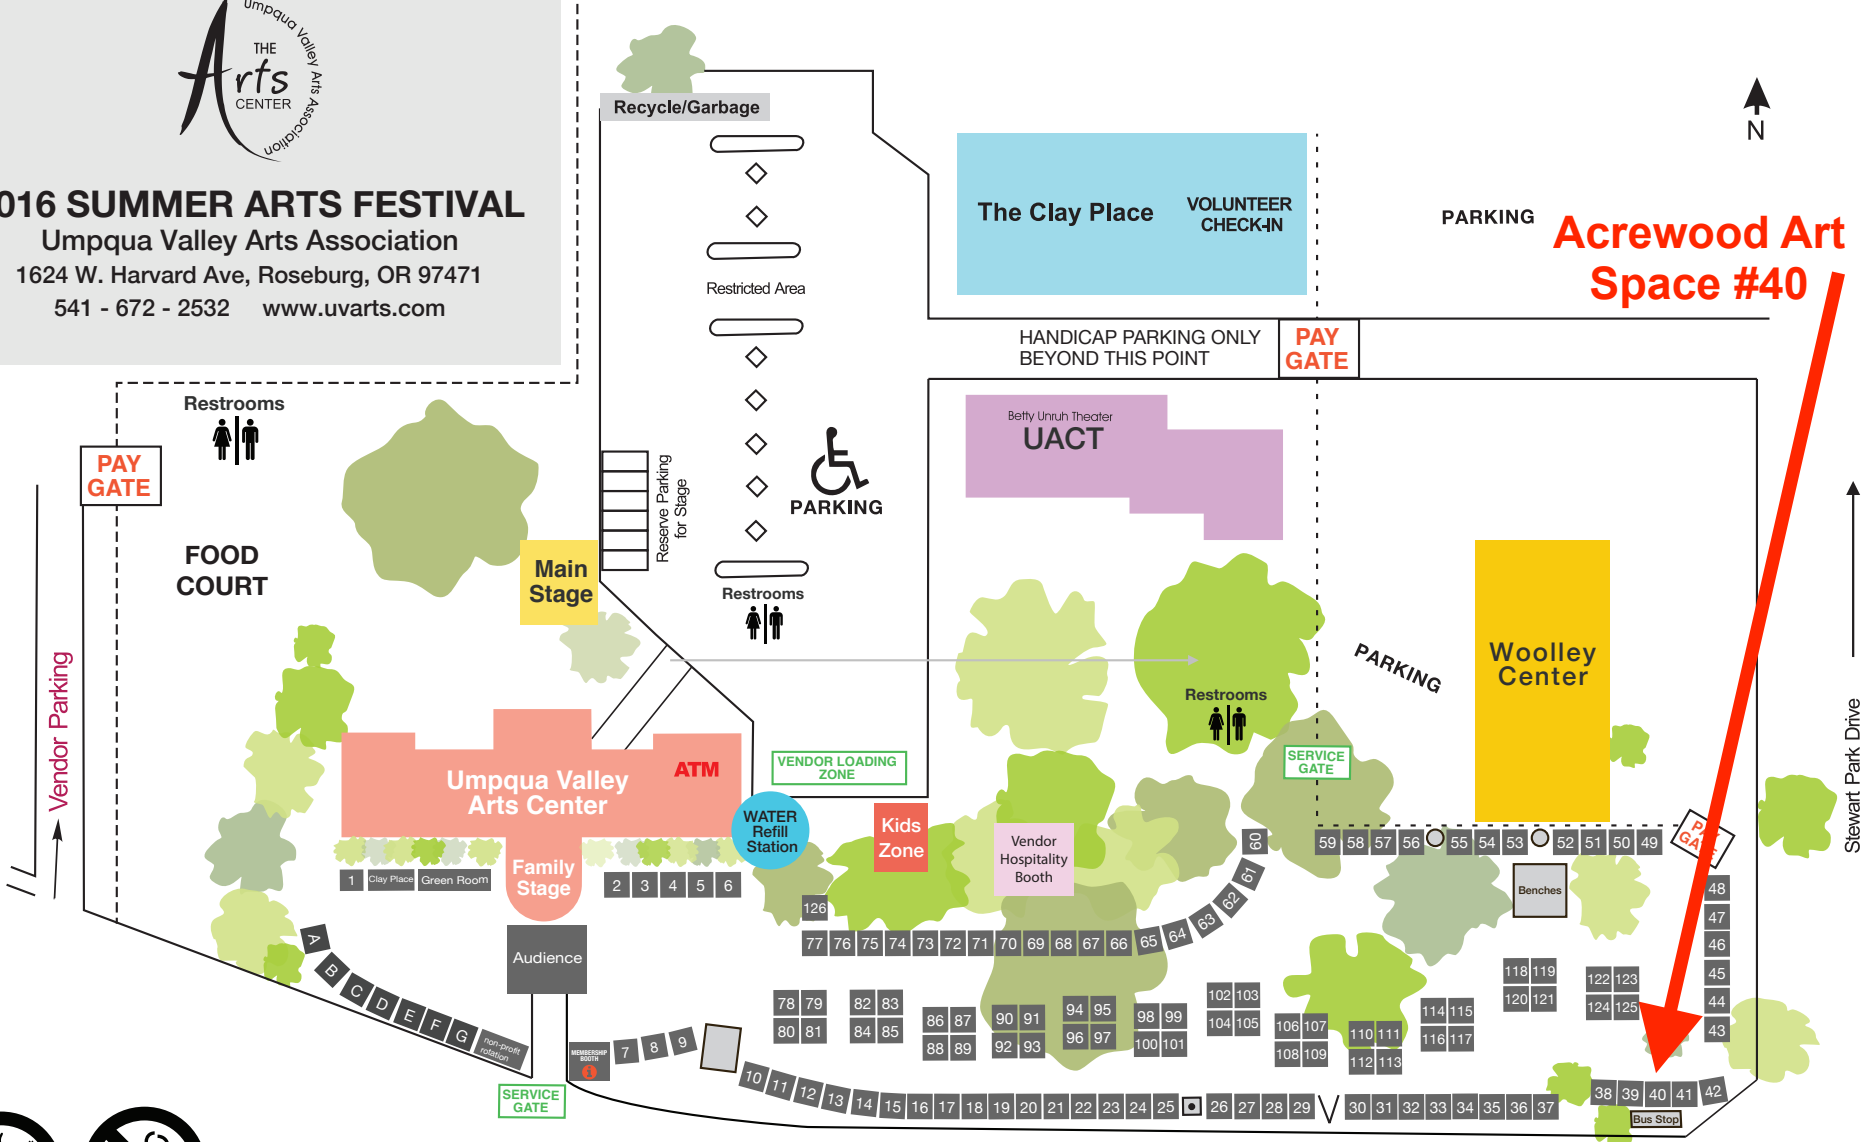 Umpqua Valley Arts Association
THE
Arts
CENTER
016 SUMMER ARTS FESTIVAL
Umpqua Valley Arts Association
1624 W. Harvard Ave, Roseburg, OR 97471
541 - 672 - 2532 www.uvarts.com
Recycle/Garbage
Restricted Area
The Clay Place
VOLUNTEER
CHECK-IN
PARKING
N
Acrewood Art
Space #40
HANDICAP PARKING ONLY
BEYOND THIS POINT
PAY
GATE
Restrooms
PAY
GATE
FOOD
COURT
Vendor Parking
Main
Stage
Reserve Parking
for Stage
PARKING
Restrooms
Betty Unruh Theater
UACT
PARKING
Woolley
Center
Stewart Park Drive
Restrooms
SERVICE
GATE
VENDOR LOADING
ZONE
Umpqua Valley
Arts Center
ATM
WATER
Refill
Station
Kids
Zone
Vendor
Hospitality
Booth
Family
Stage
1 Clay Place Green Room
2 3 4 5 6
Audience
A B C D E F G non-profit
rotation
SERVICE
GATE
MEMBERSHIP
BOOTH
i
7 8 9
10 11 12 13 14 15 16 17 18 19 20 21 22 23 24 25 26 27 28 29
30 31 32 33 34 35 36 37
38 39 40 41 42
Bus Stop
43
44
45
46
47
48
PAY
GATE
59 58 57 56 55 54 53 52 51 50 49
Benches
60
61
62
63
64
65
126
77 76 75 74 73 72 71 70 69 68 67 66
78 79
80 81
82 83
84 85
86 87
88 89
90 91
92 93
94 95
96 97
98 99
100 101
102 103
104 105
106 107
108 109
110 111
112 113
114 115
116 117
118 119
120 121
122 123
124 125